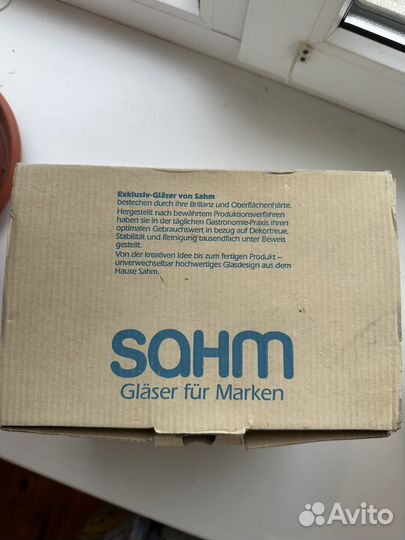 Exklusiv-Gläser von Sahm
bestechen durch ihre Brillanz und Oberflächenhärte.
Hergestellt nach bewährtem Produktionsverfahren
haben sie in der täglichen Gastronomie-Praxis ihren
optimalen Gebrauchswert in bezug auf Dekortreue,
Stabilität und Reinigung tausendfach unter Beweis
gestellt.
Von der kreativen Idee bis zum fertigen Produkt –
unverwechselbar hochwertiges Glasdesign aus dem
Hause Sahm.
saHm
Gläser für Marken
Avito